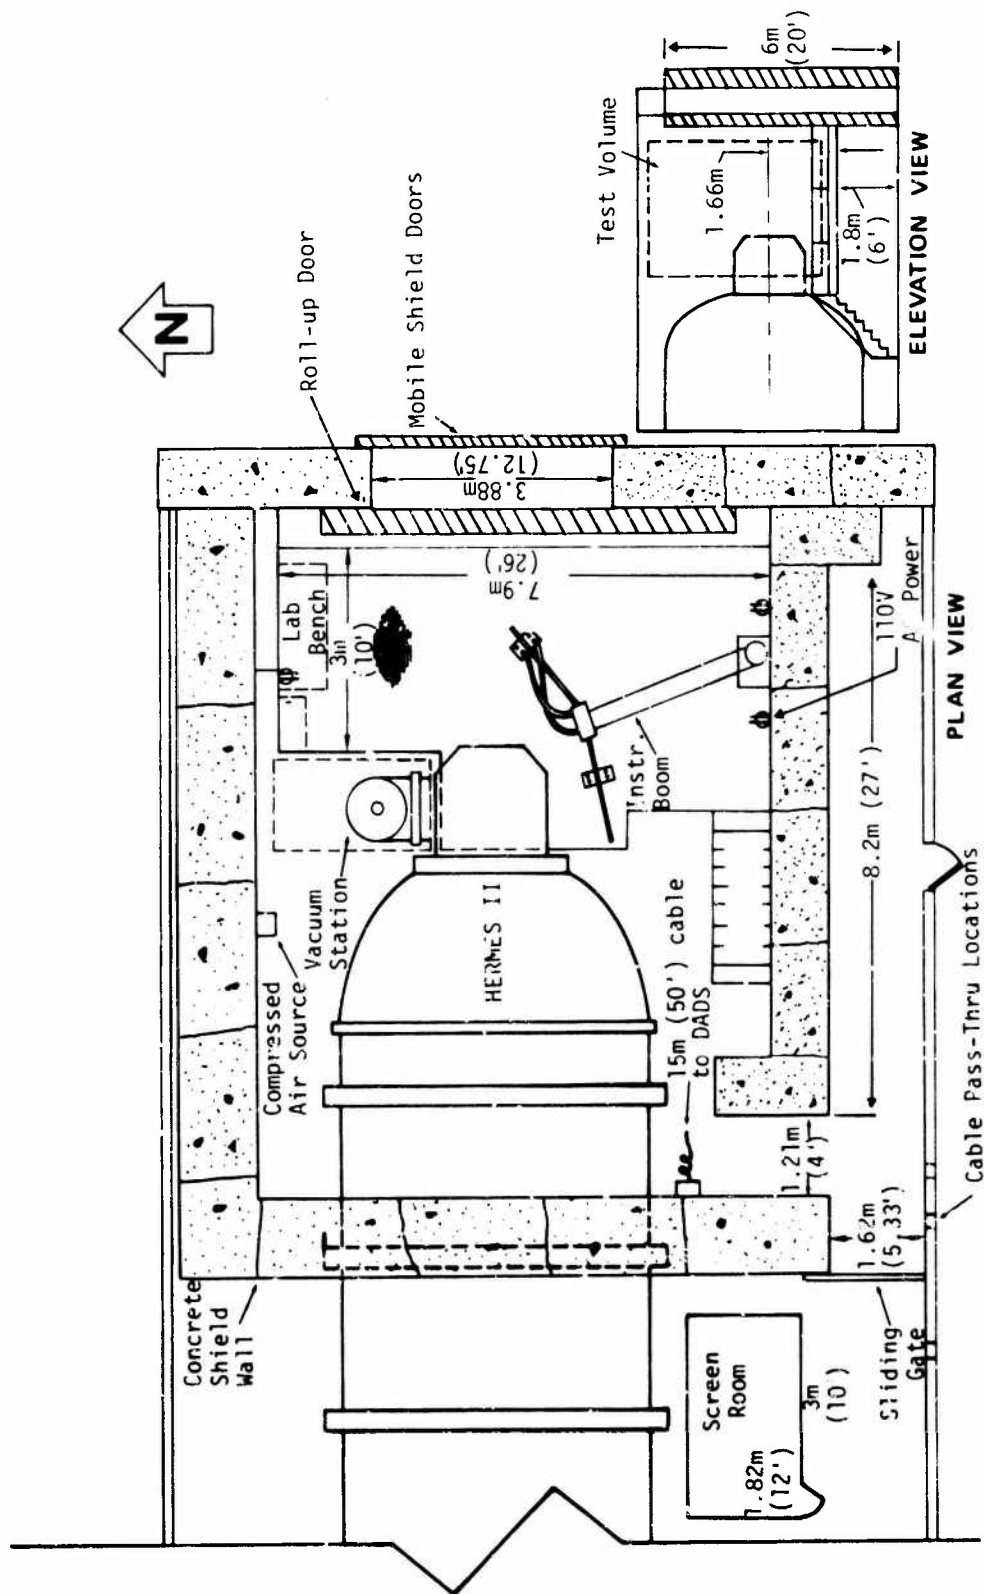 N
Roll-up Door
Mobile Shield Doors
Test Volume
6m
(20')
1.66m
1.8m
(6')
ELEVATION VIEW
3.88m
(12.75')
7.9m
(26')
Lab
Bench
3m
(10')
Instr.
Boom
110V
A Power
PLAN VIEW
8.2m (27')
Vacuum
Station
Compressed
Air Source
HERMES II
15m (50') cable
to DADS
1.21m
(4')
1.62m
(5.33')
Cable Pass-Thru Locations
Concrete
Shield
Wall
Screen
Room
1.82m
(12')
3m
(10')
Sliding
Gate